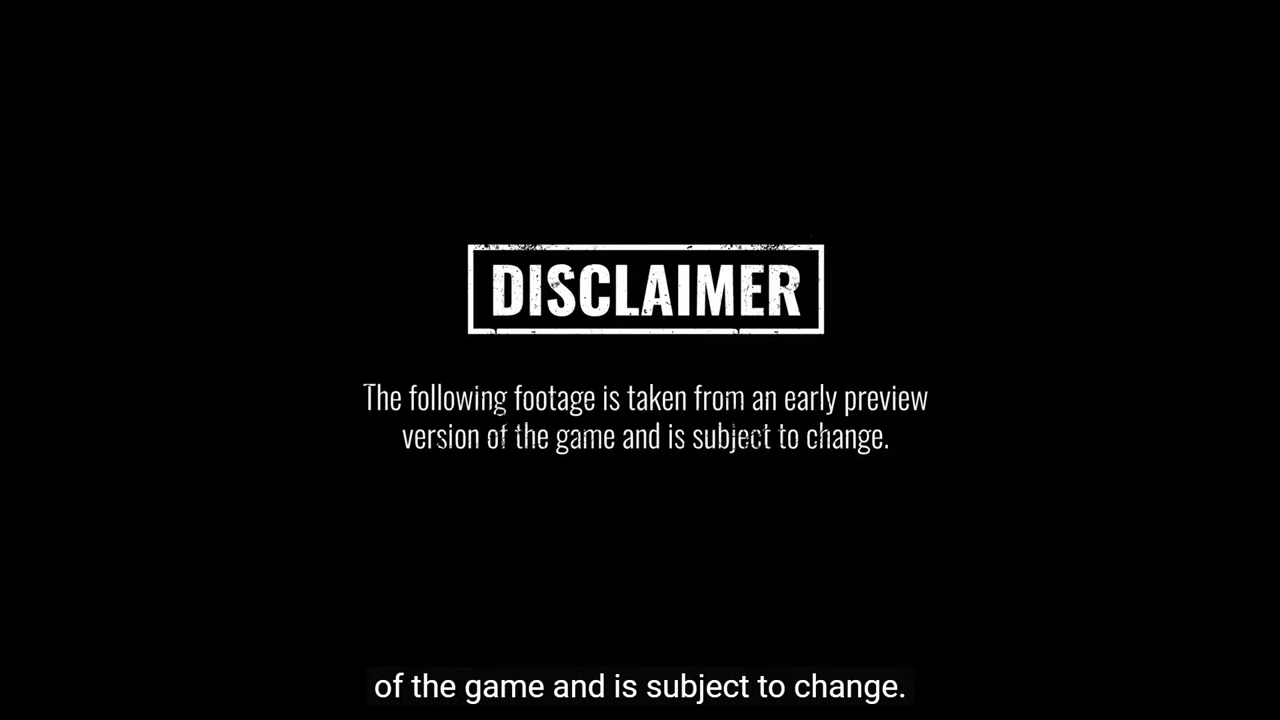 DISCLAIMER
The following footage is taken from an early preview
version of the game and is subject to change.
of the game and is subject to change.